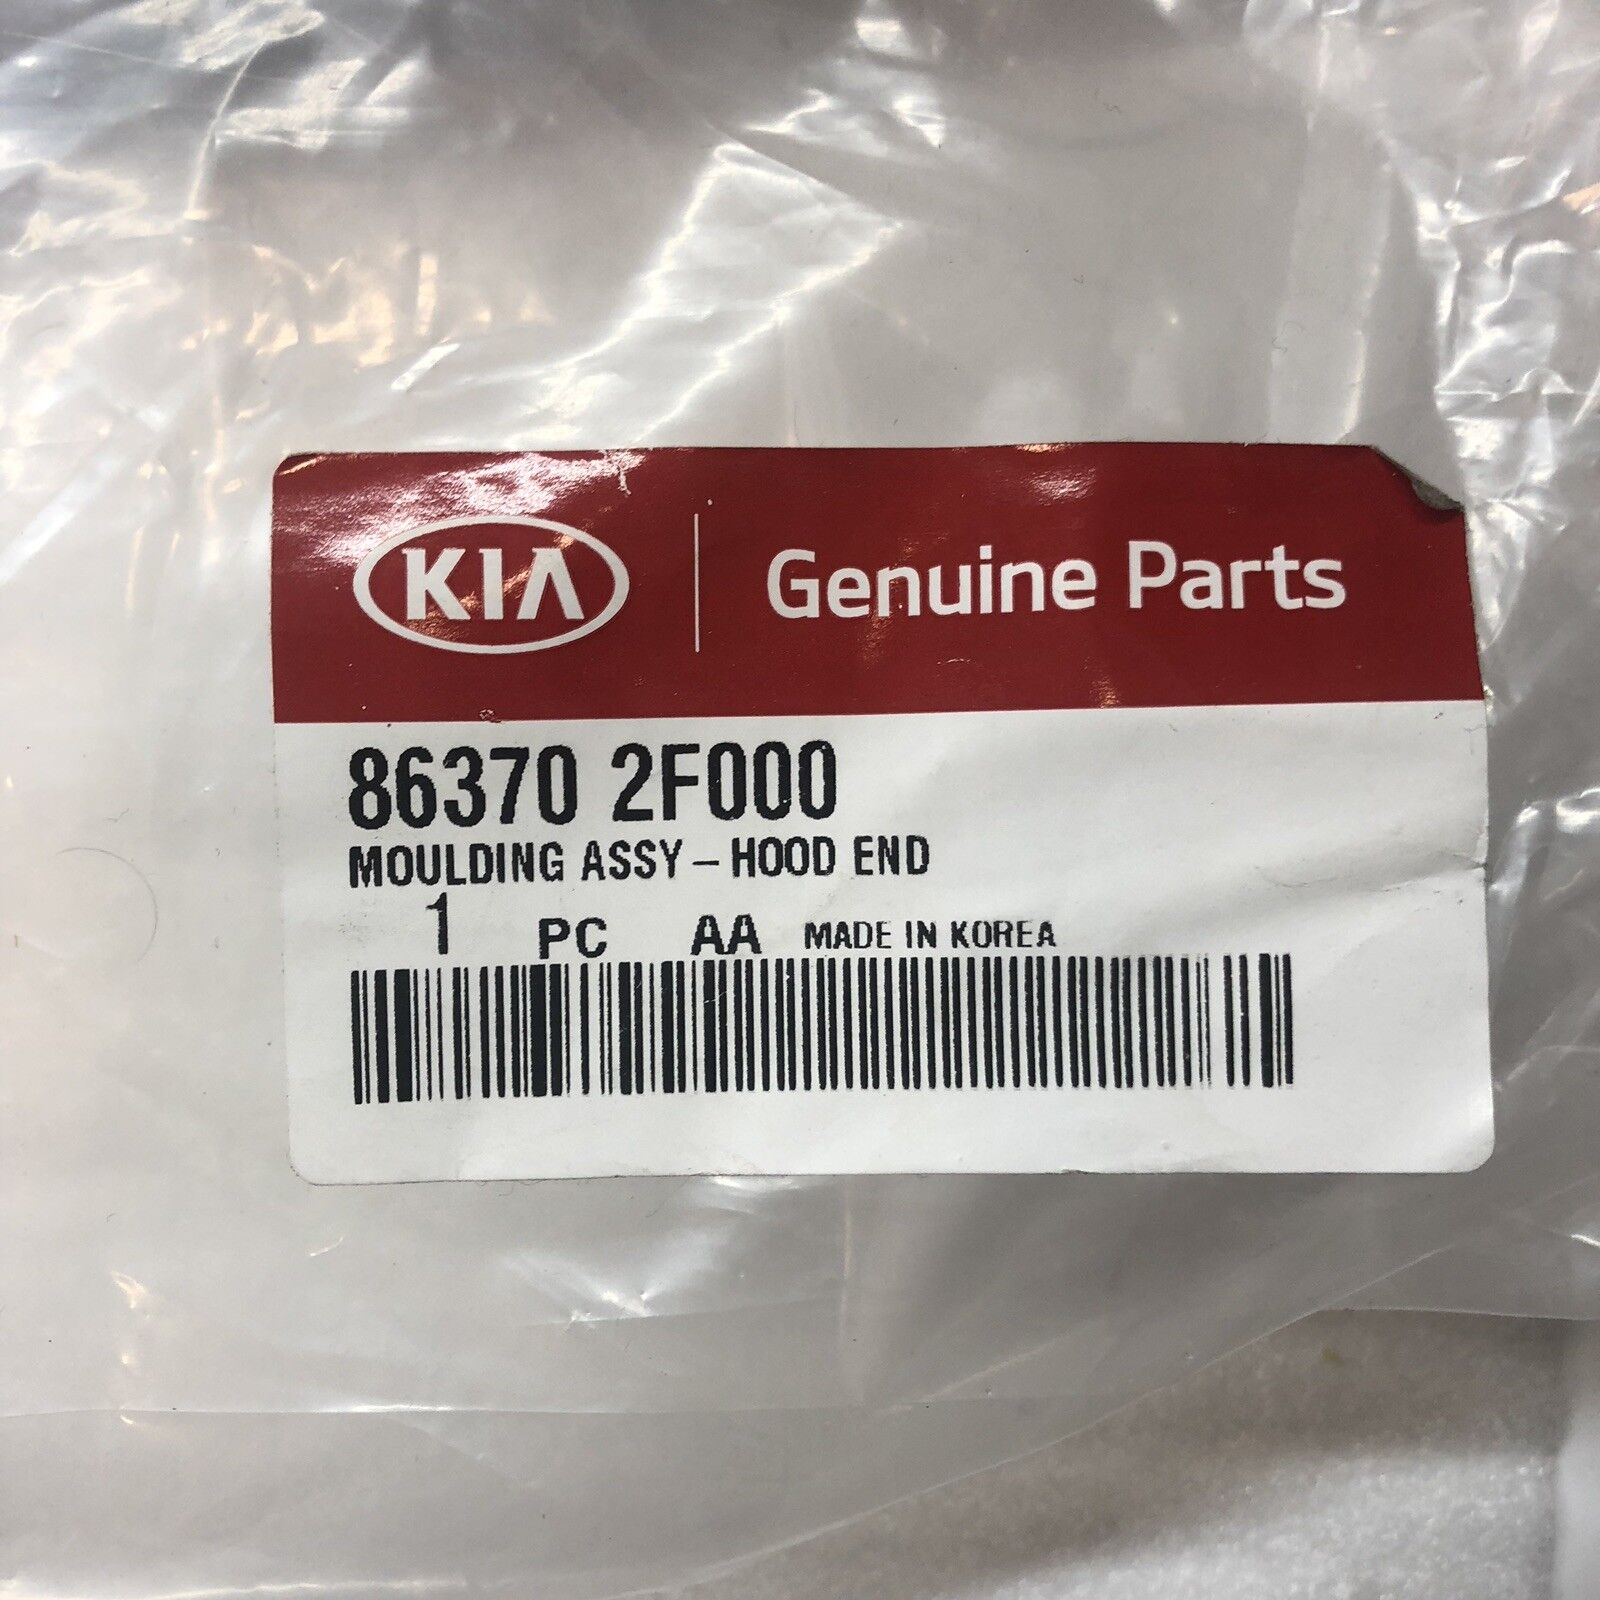 KIA Genuine Parts
86370 2F000
MOULDING ASSY-HOOD END
1 PC AA MADE IN KOREA